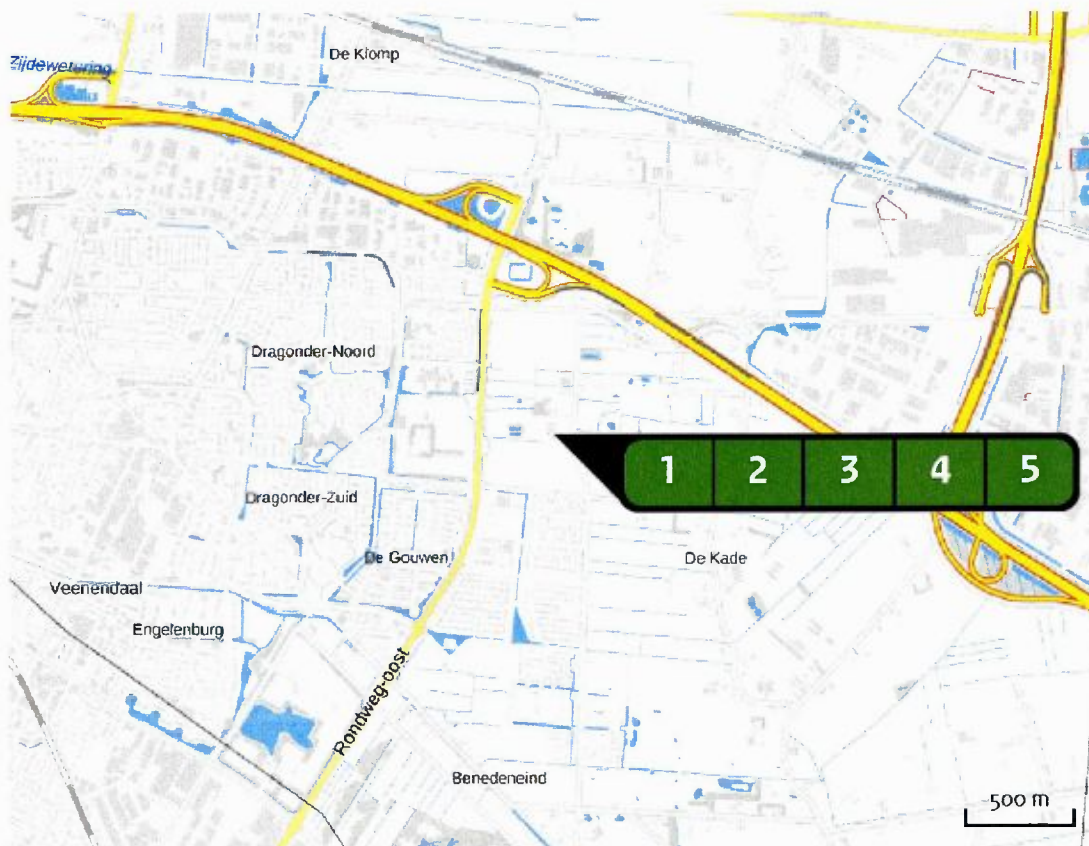 De Klomp
Zijdewetering
Dragonder-Noord
1 2 3 4 5
Dragonder-Zuid
De Gouwen
De Kade
Veenendaal
Engelenburg
Rondweg-oost
Benedeneind
500 m